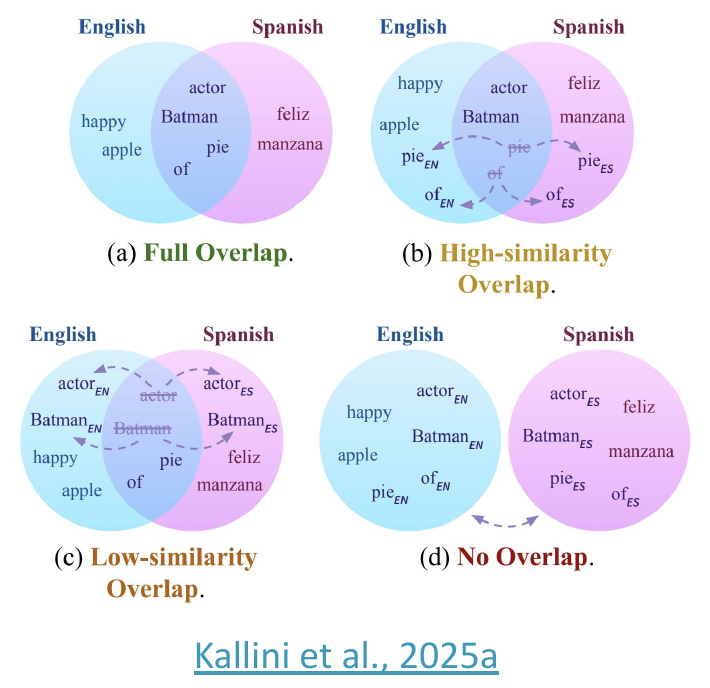 English Spanish
actor
Batman
happy
apple
pie
of
feliz
manzana
(a) Full Overlap.
English Spanish
happy
actor
feliz
apple
Batman
manzana
pieEN
pie
pieES
of
ofEN
ofES
(b) High-similarity
Overlap.
English Spanish
actorEN
actor
actorES
BatmanEN
Batman
BatmanES
happy
pie
feliz
apple
of
manzana
(c) Low-similarity
Overlap.
English
actorEN
happy
BatmanEN
apple
ofEN
pieEN
Spanish
actorES
feliz
BatmanES
manzana
pieES
ofES
(d) No Overlap.
Kallini et al., 2025a